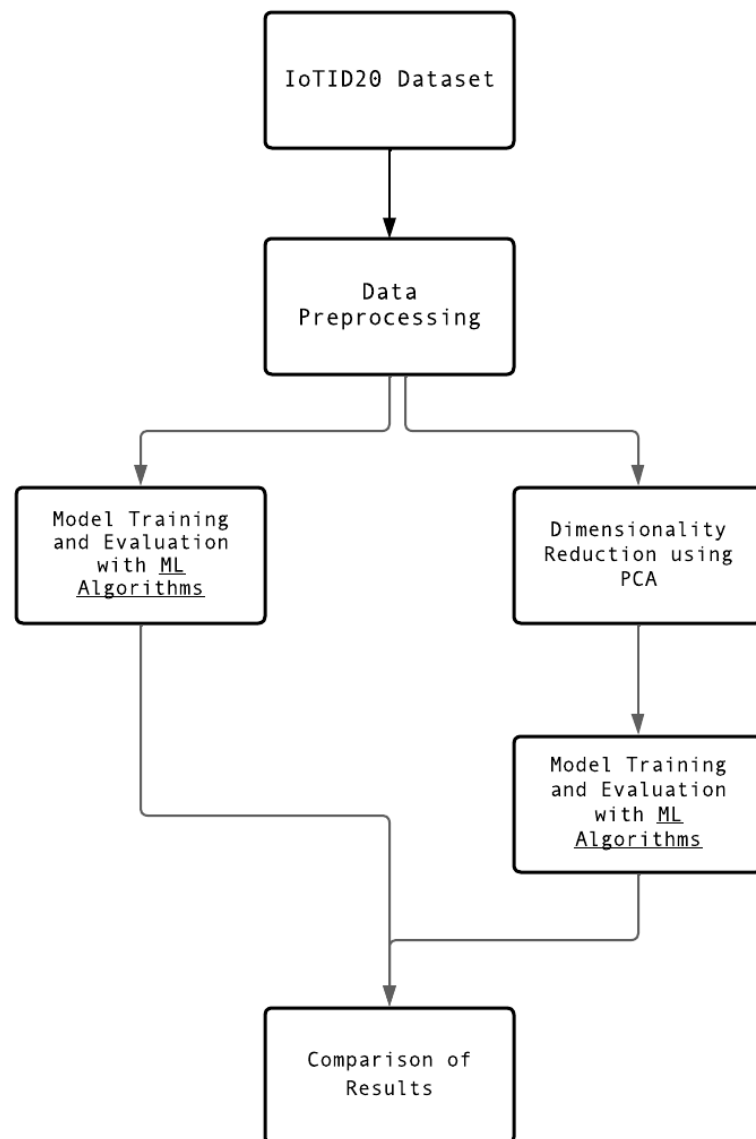 IoTID20 Dataset
Data
Preprocessing
Model Training
and Evaluation
with ML
Algorithms
Dimensionality
Reduction using
PCA
Model Training
and Evaluation
with ML
Algorithms
Comparison of
Results